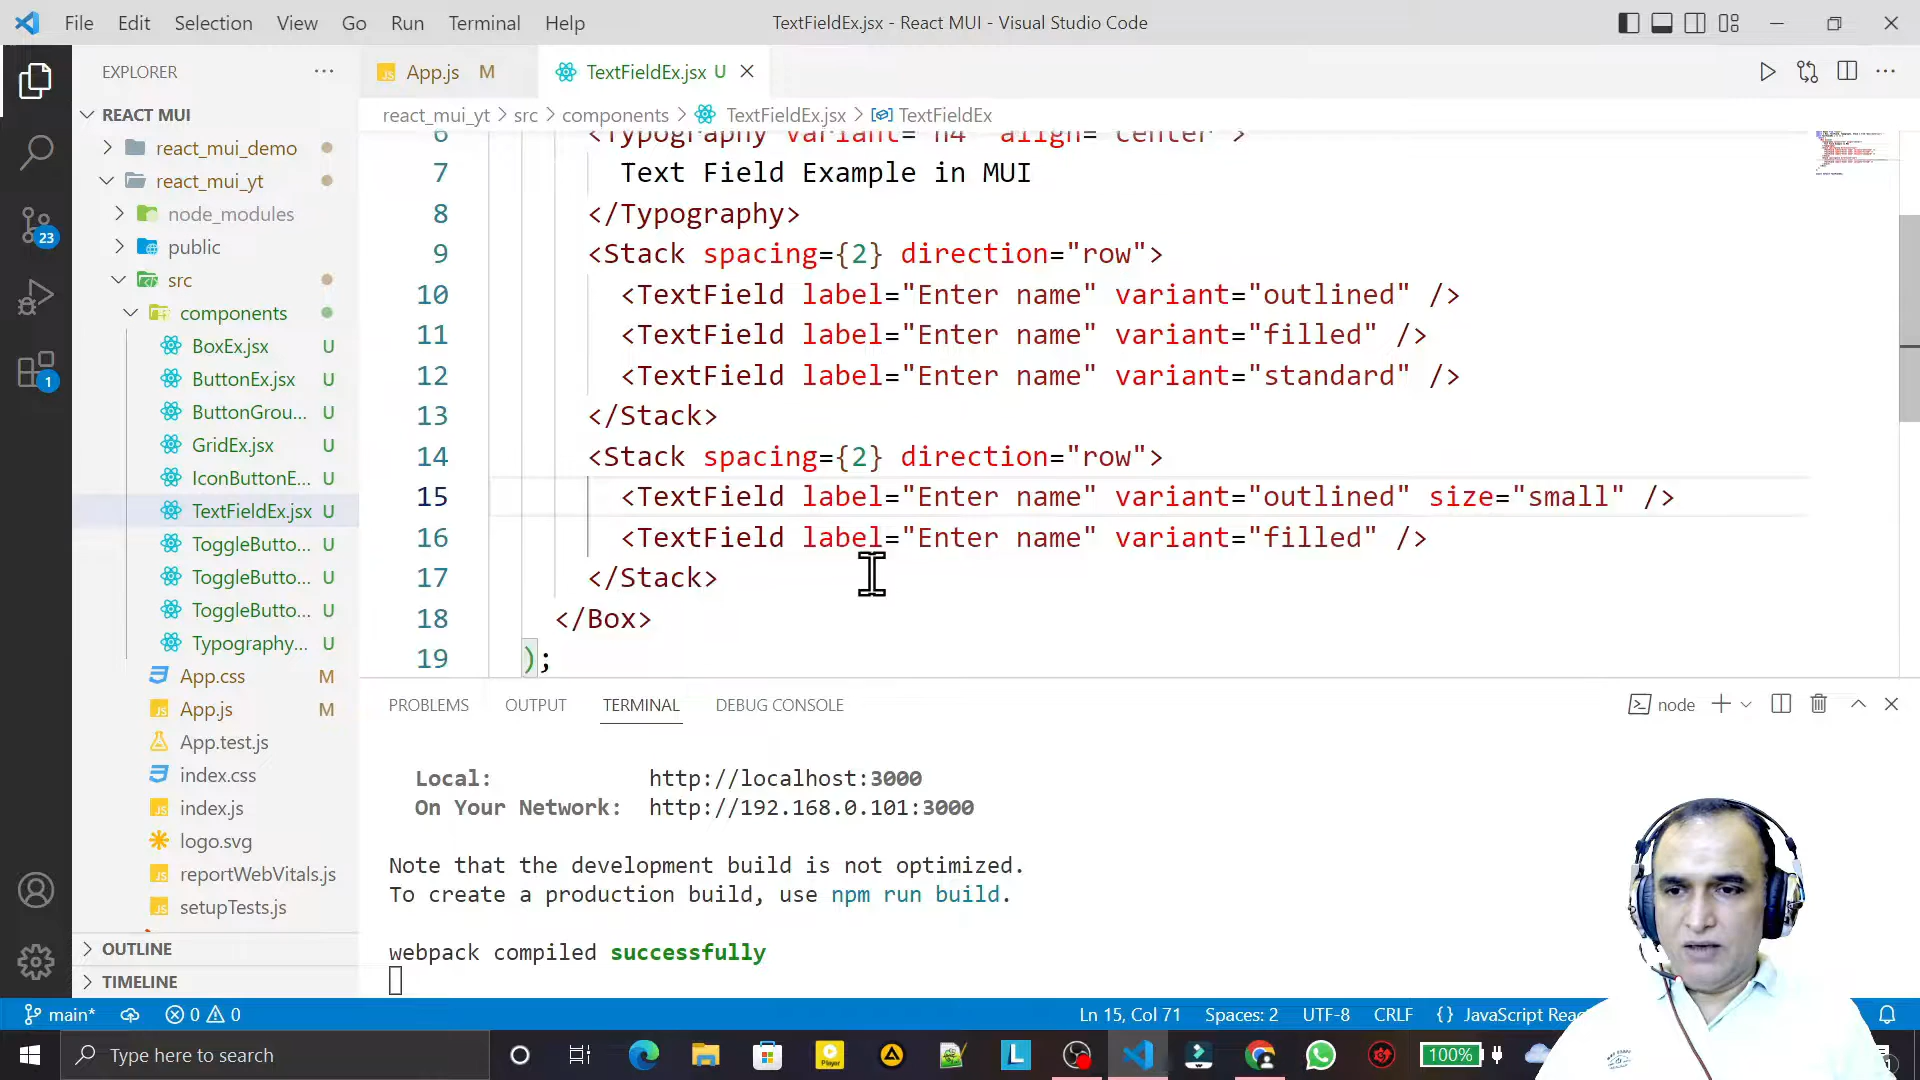 File Edit Selection View Go Run Terminal Help
TextFieldEx.jsx - React MUI - Visual Studio Code
EXPLORER
App.js M
TextFieldEx.jsx U
react_mui_yt > src > components > TextFieldEx.jsx > TextFieldEx
REACT MUI
react_mui_demo
react_mui_yt
node_modules
public
src
components
BoxEx.jsx U
ButtonEx.jsx U
ButtonGrou... U
GridEx.jsx U
IconButtonE... U
TextFieldEx.jsx U
ToggleButto... U
ToggleButto... U
ToggleButto... U
Typography... U
App.css M
App.js M
App.test.js
index.css
index.js
logo.svg
reportWebVitals.js
setupTests.js
OUTLINE
TIMELINE
23
1
6 <Typography variant="h4" align="center">
7 Text Field Example in MUI
8 </Typography>
9 <Stack spacing={2} direction="row">
10 <TextField label="Enter name" variant="outlined" />
11 <TextField label="Enter name" variant="filled" />
12 <TextField label="Enter name" variant="standard" />
13 </Stack>
14 <Stack spacing={2} direction="row">
15 <TextField label="Enter name" variant="outlined" size="small" />
16 <TextField label="Enter name" variant="filled" />
17 </Stack>
18 </Box>
19 );
PROBLEMS OUTPUT TERMINAL DEBUG CONSOLE
node
Local: http://localhost:3000
On Your Network: http://192.168.0.101:3000
Note that the development build is not optimized.
To create a production build, use npm run build.
webpack compiled successfully
main* 0 0
Ln 15, Col 71 Spaces: 2 UTF-8 CRLF {} JavaScript Reac
Type here to search
100%